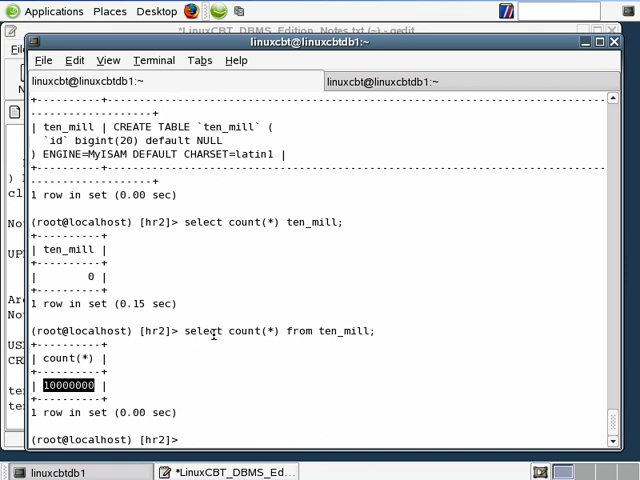 Applications Places Desktop
*LinuxCBT_DBMS_Edition_Notes.txt (~) - gedit
linuxcbt@linuxcbtdb1:~
File Edit View Terminal Tabs Help
linuxcbt@linuxcbtdb1:~ linuxcbt@linuxcbtdb1:~
+----------+---------------------------------------------------------------------
------------------+
| ten_mill | CREATE TABLE `ten_mill` (
`id` bigint(20) default NULL
) ENGINE=MyISAM DEFAULT CHARSET=latin1 |
+----------+---------------------------------------------------------------------
------------------+
1 row in set (0.00 sec)
(root@localhost) [hr2]> select count(*) ten_mill;
+----------+
| ten_mill |
+----------+
| 0 |
+----------+
1 row in set (0.15 sec)
(root@localhost) [hr2]> select count(*) from ten_mill;
+----------+
| count(*) |
+----------+
| 10000000 |
+----------+
1 row in set (0.00 sec)
(root@localhost) [hr2]>
linuxcbtdb1 *LinuxCBT_DBMS_Ed...